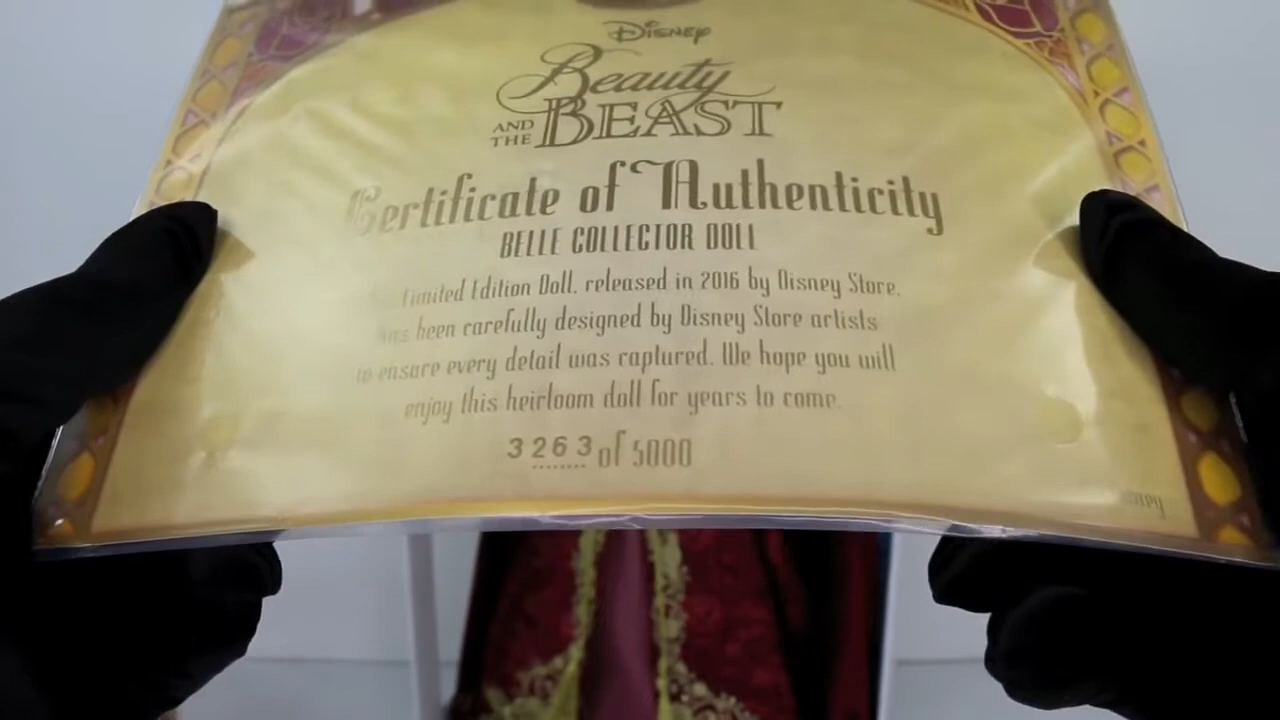 Disney
Beauty
AND THE BEAST
Certificate of Authenticity
BELLE COLLECTOR DOLL
Limited Edition Doll, released in 2016 by Disney Store,
has been carefully designed by Disney Store artists
to ensure every detail was captured. We hope you will
enjoy this heirloom doll for years to come.
3263 of 5000